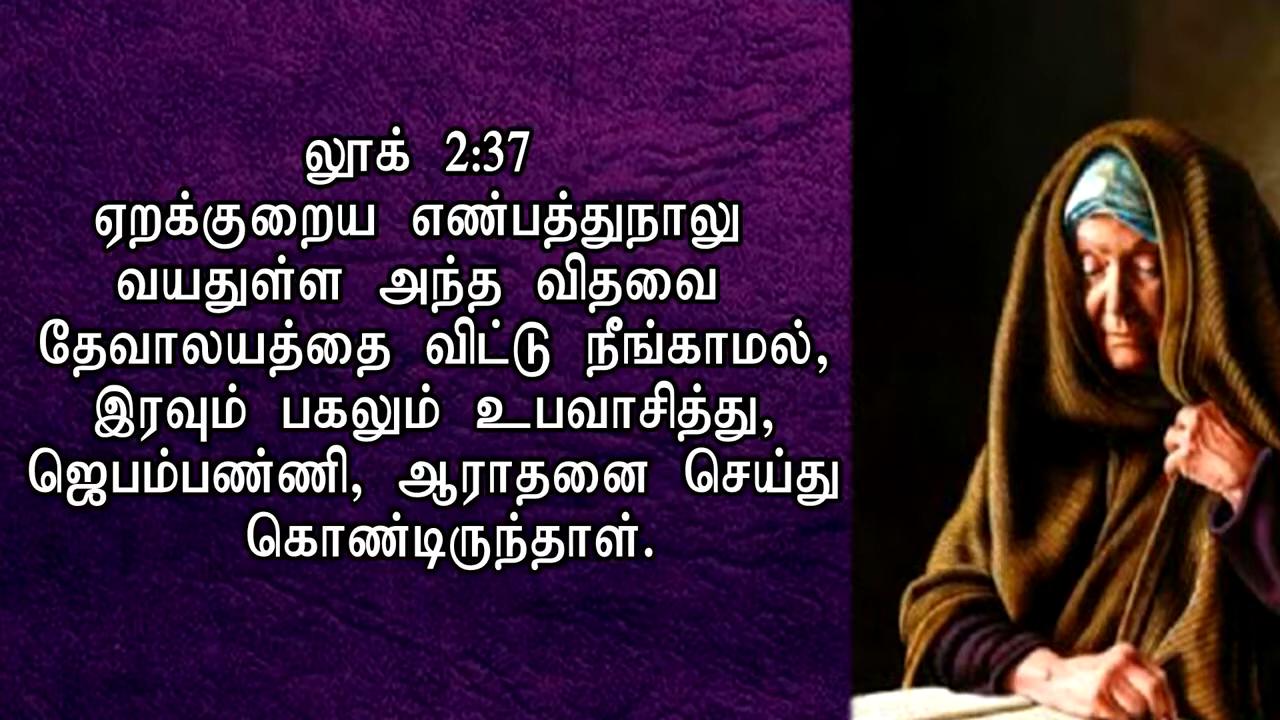 லூக் 2:37
ஏறக்குறைய எண்பத்துநாலு
வயதுள்ள அந்த விதவை
தேவாலயத்தை விட்டு நீங்காமல்,
இரவும் பகலும் உபவாசித்து,
ஜெபம்பண்ணி, ஆராதனை செய்து
கொண்டிருந்தாள்.